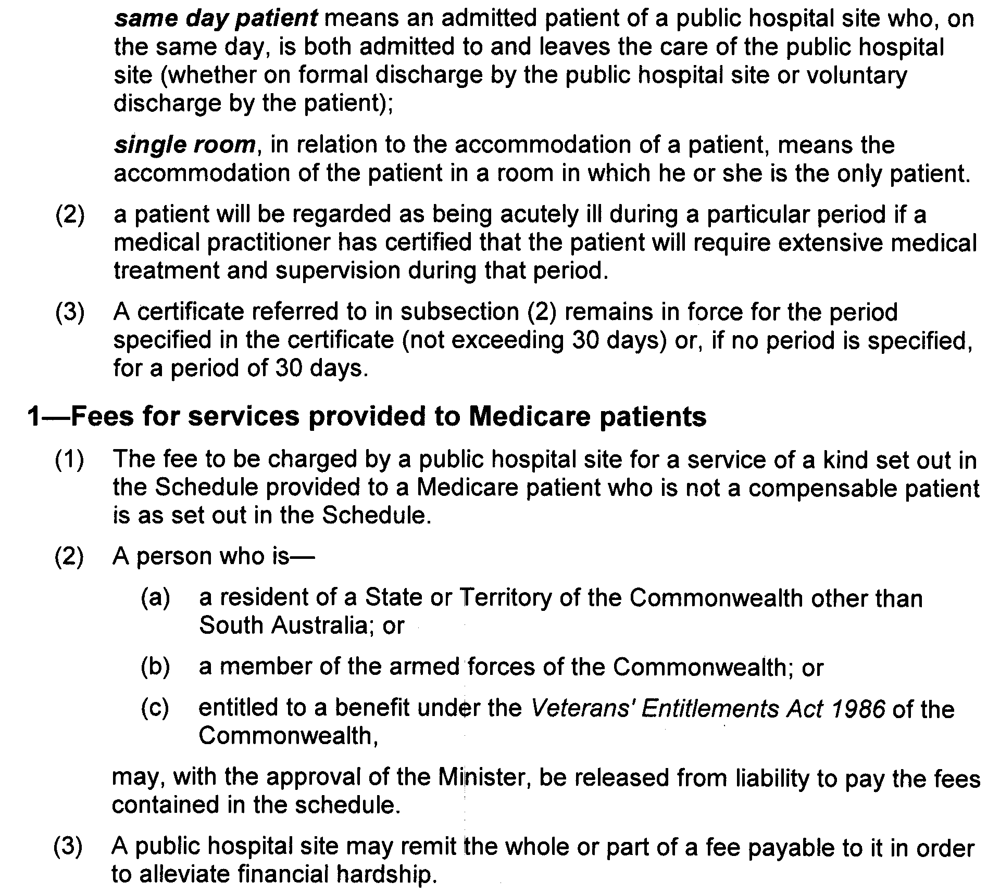 same day patient means an admitted patient of a public hospital site who, on
the same day, is both admitted to and leaves the care of the public hospital
site (whether on formal discharge by the public hospital site or voluntary
discharge by the patient);
single room, in relation to the accommodation of a patient, means the
accommodation of the patient in a room in which he or she is the only patient.
(2) a patient will be regarded as being acutely ill during a particular period if a
medical practitioner has certified that the patient will require extensive medical
treatment and supervision during that period.
(3) A certificate referred to in subsection (2) remains in force for the period
specified in the certificate (not exceeding 30 days) or, if no period is specified,
for a period of 30 days.
1—Fees for services provided to Medicare patients
(1) The fee to be charged by a public hospital site for a service of a kind set out in
the Schedule provided to a Medicare patient who is not a compensable patient
is as set out in the Schedule.
(2) A person who is—
(a) a resident of a State or Territory of the Commonwealth other than
South Australia; or
(b) a member of the armed forces of the Commonwealth; or
(c) entitled to a benefit under the Veterans' Entitlements Act 1986 of the
Commonwealth,
may, with the approval of the Minister, be released from liability to pay the fees
contained in the schedule.
(3) A public hospital site may remit the whole or part of a fee payable to it in order
to alleviate financial hardship.